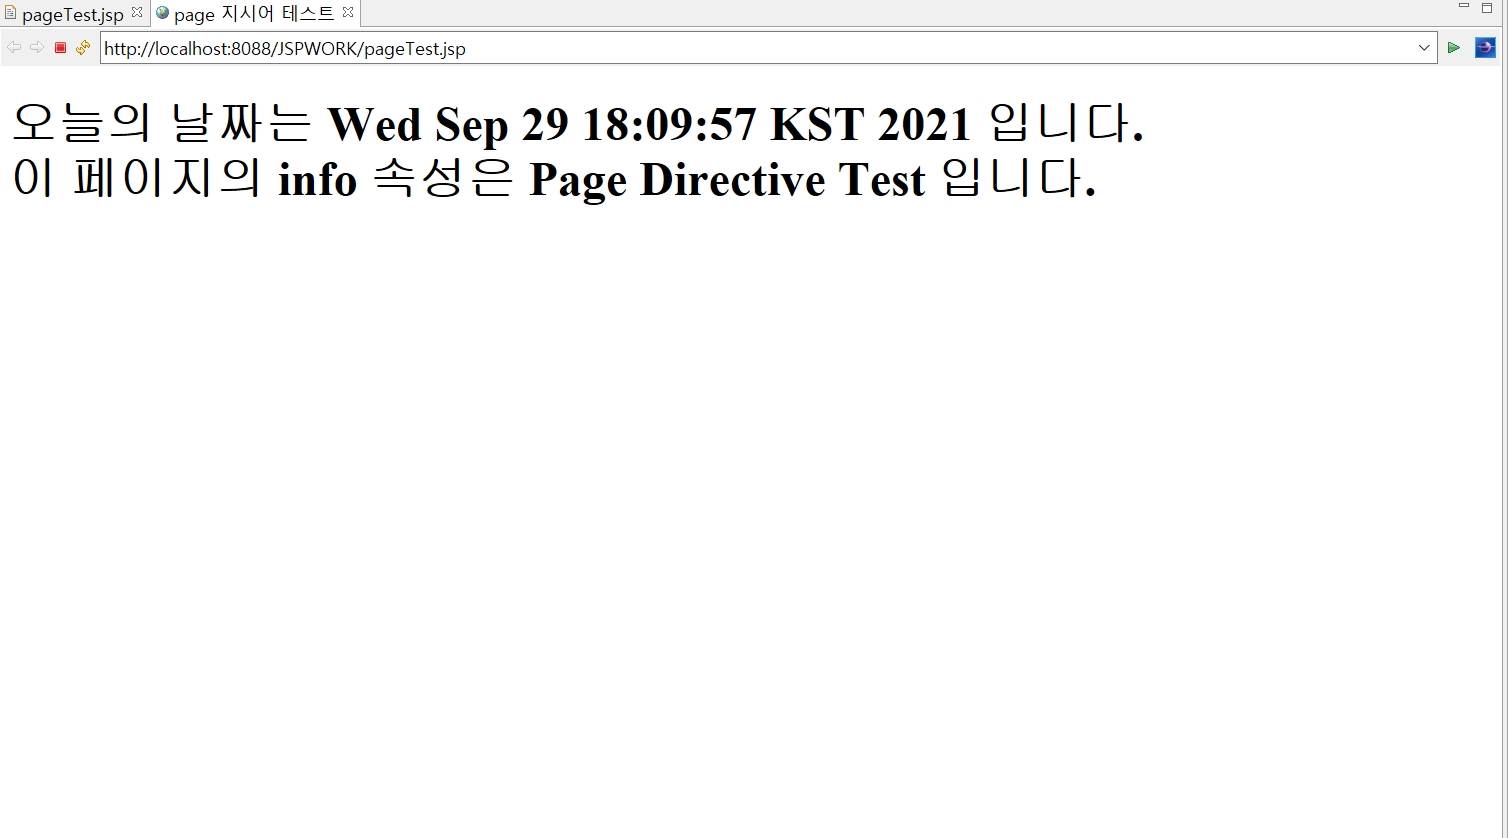 pageTest.jsp page 지시어 테스트
http://localhost:8088/JSPWORK/pageTest.jsp
오늘의 날짜는 Wed Sep 29 18:09:57 KST 2021 입니다.
이 페이지의 info 속성은 Page Directive Test 입니다.